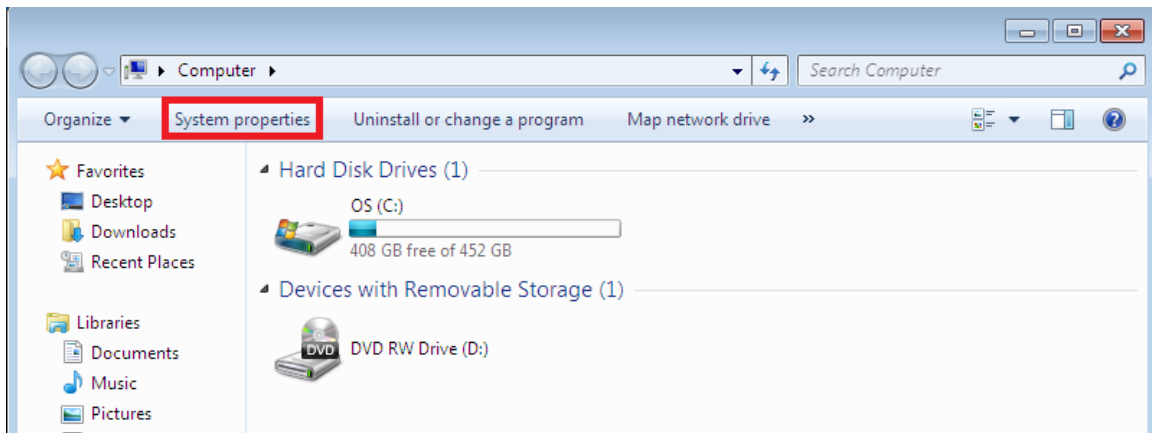 Computer
Search Computer
Organize
System properties
Uninstall or change a program
Map network drive
»
Favorites
Desktop
Downloads
Recent Places
Libraries
Documents
Music
Pictures
Hard Disk Drives (1)
OS (C:)
408 GB free of 452 GB
Devices with Removable Storage (1)
DVD
DVD RW Drive (D:)